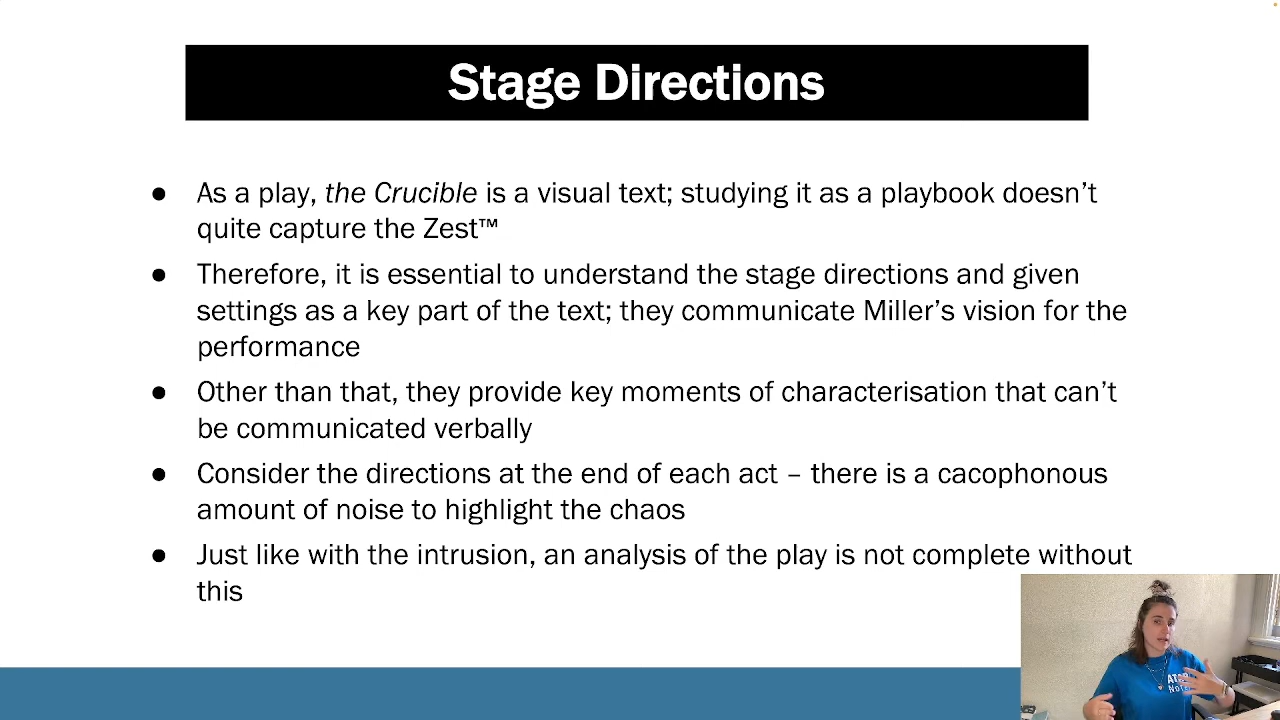 Stage Directions
● As a play, the Crucible is a visual text; studying it as a playbook doesn’t
quite capture the Zest™
● Therefore, it is essential to understand the stage directions and given
settings as a key part of the text; they communicate Miller’s vision for the
performance
● Other than that, they provide key moments of characterisation that can’t
be communicated verbally
● Consider the directions at the end of each act – there is a cacophonous
amount of noise to highlight the chaos
● Just like with the intrusion, an analysis of the play is not complete without
this